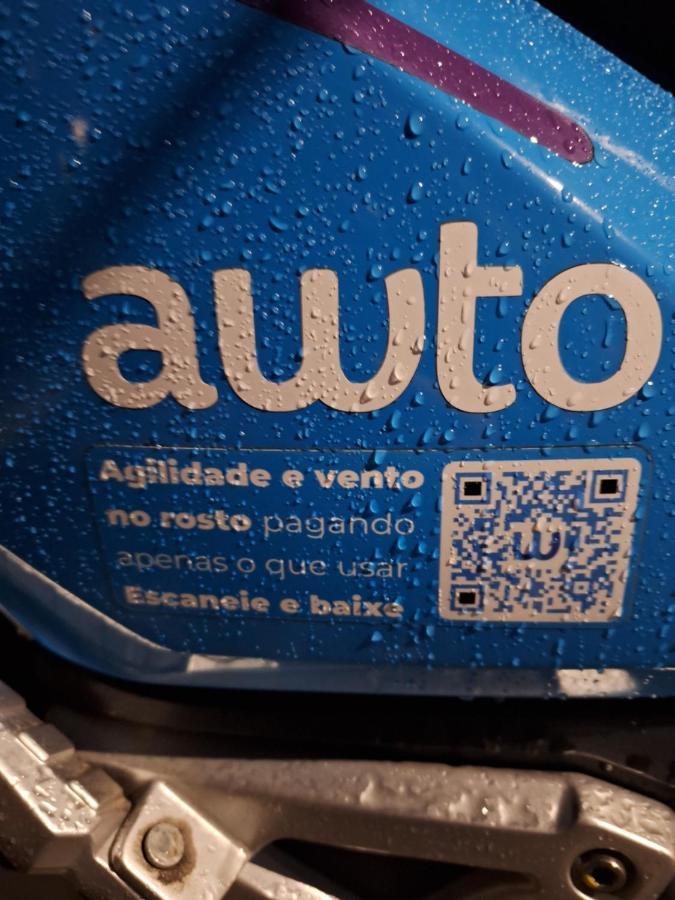 awto
Agilidade e vento
no rosto pagando
apenas o que usar
Escaneie e baixe
w